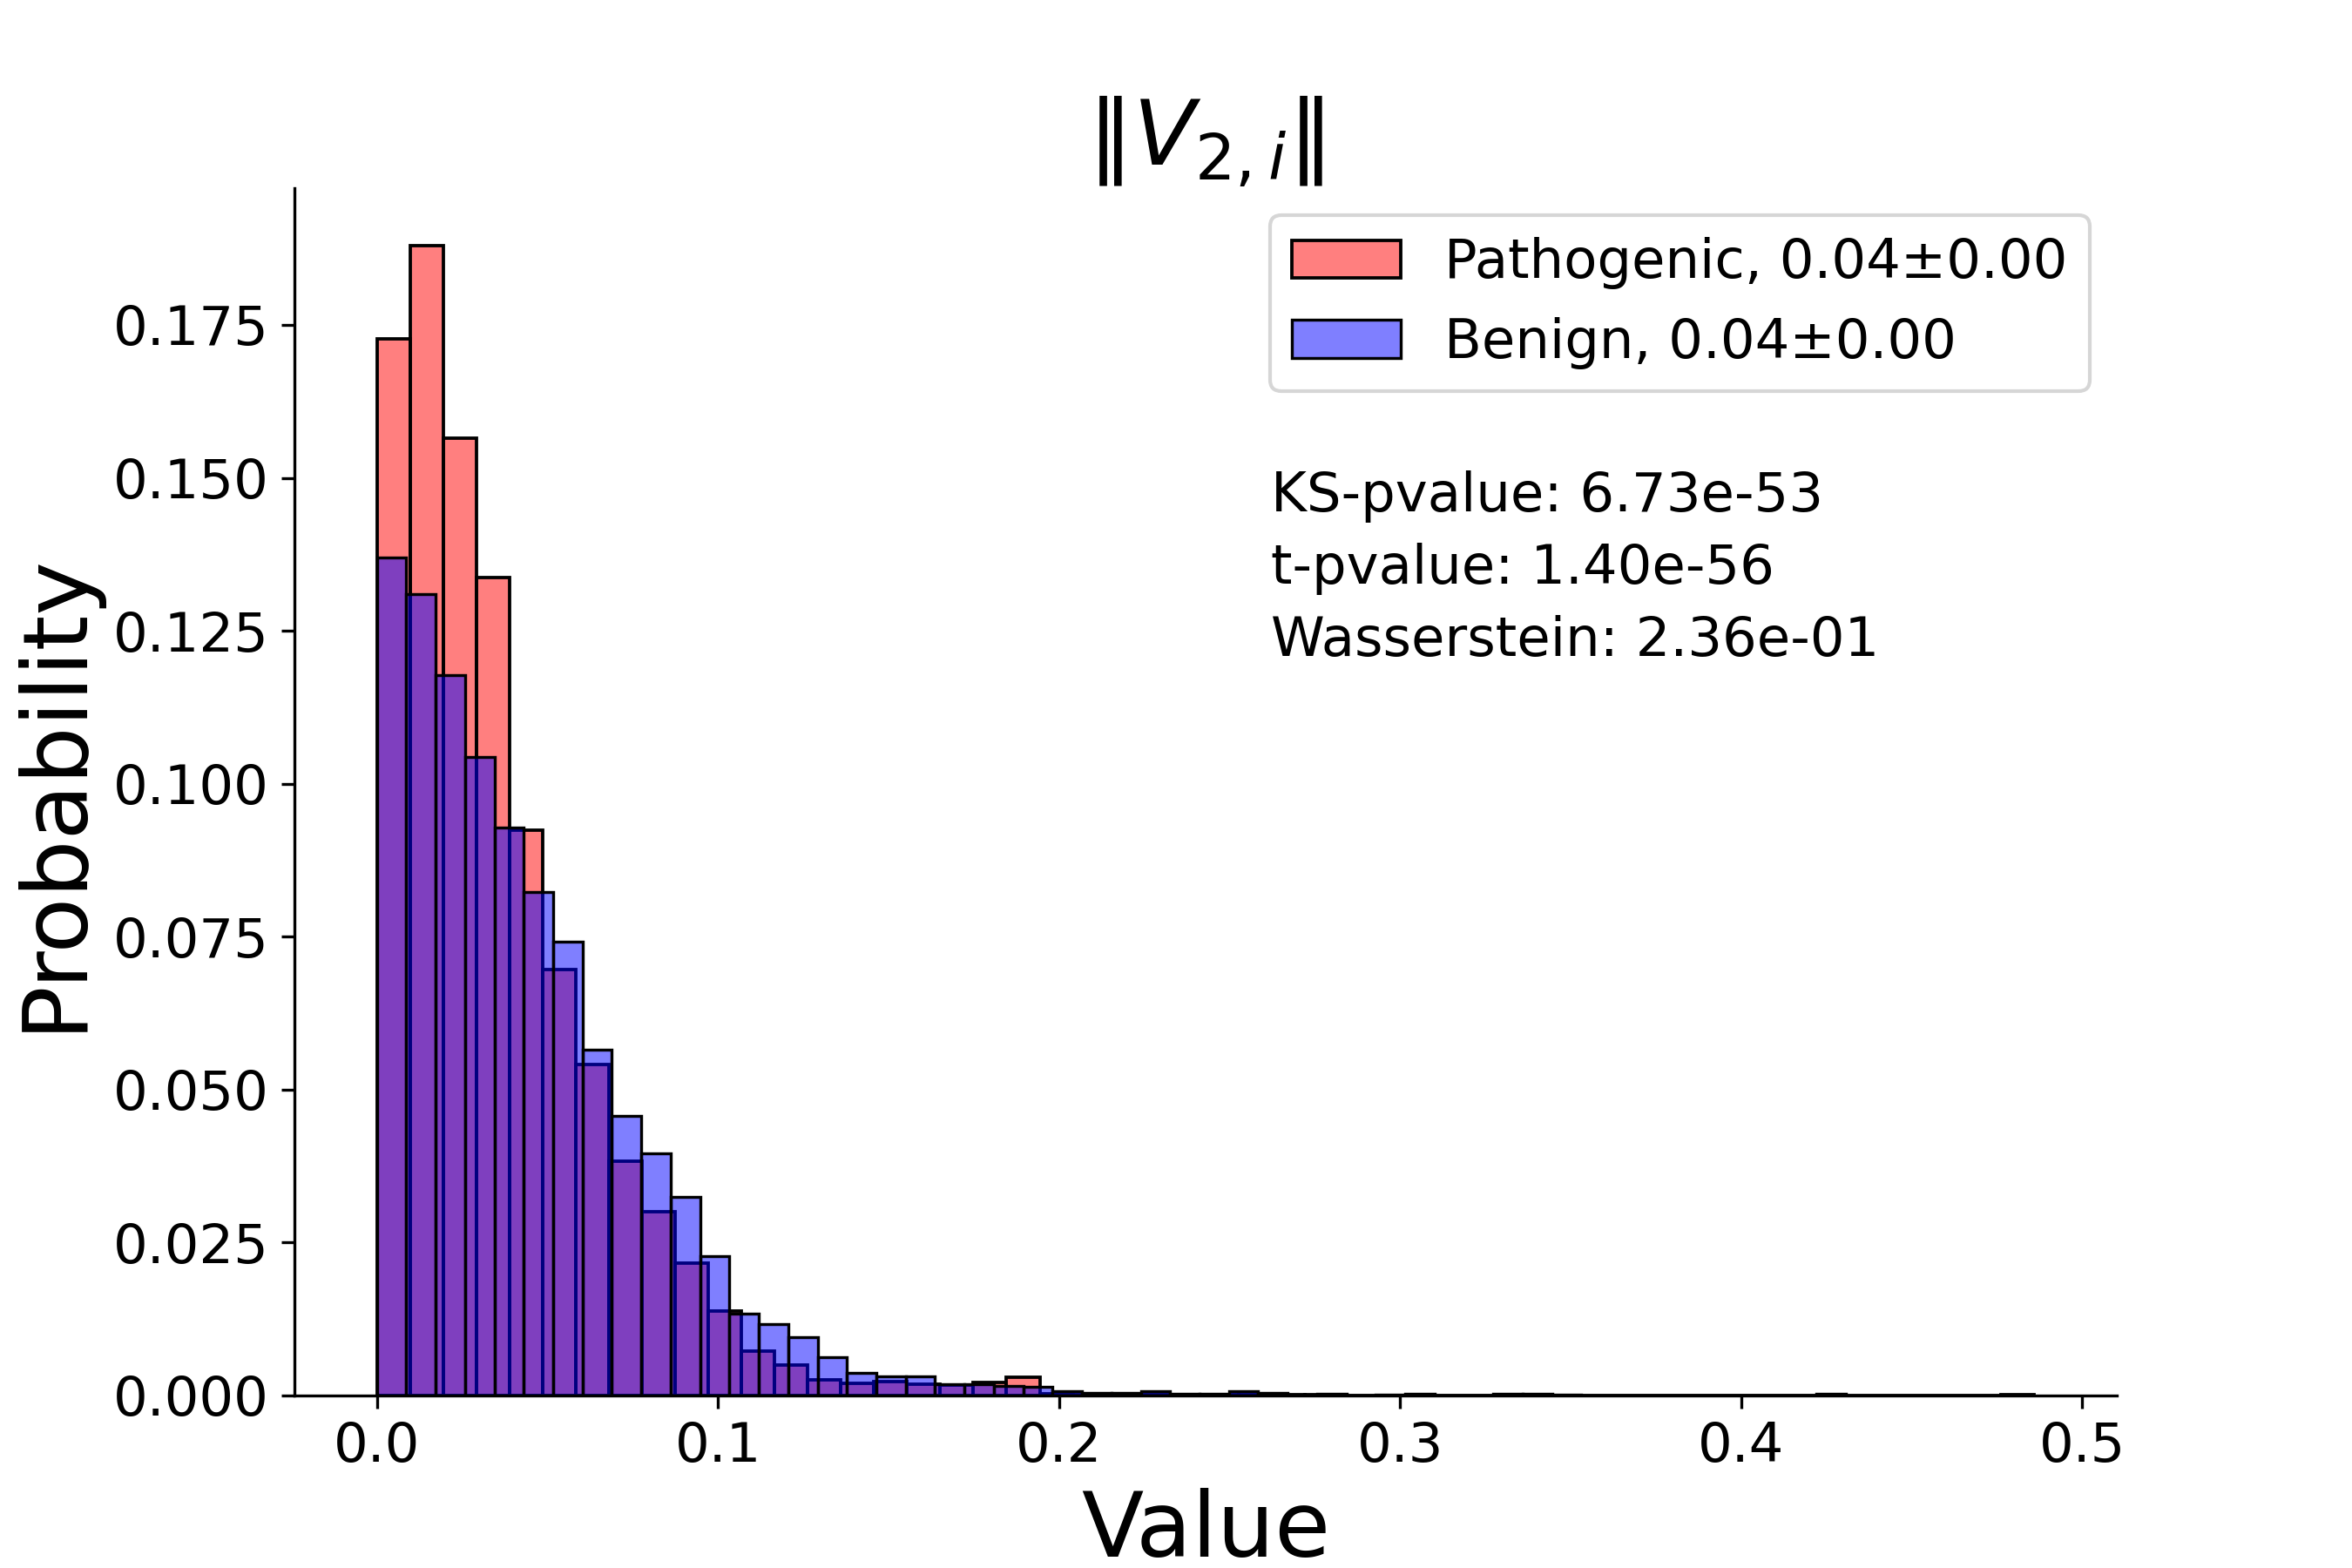 ‖V₂,ᵢ‖
Pathogenic, 0.04±0.00
Benign, 0.04±0.00
KS-pvalue: 6.73e-53
t-pvalue: 1.40e-56
Wasserstein: 2.36e-01
Probability
0.175
0.150
0.125
0.100
0.075
0.050
0.025
0.000
0.0 0.1 0.2 0.3 0.4 0.5
Value